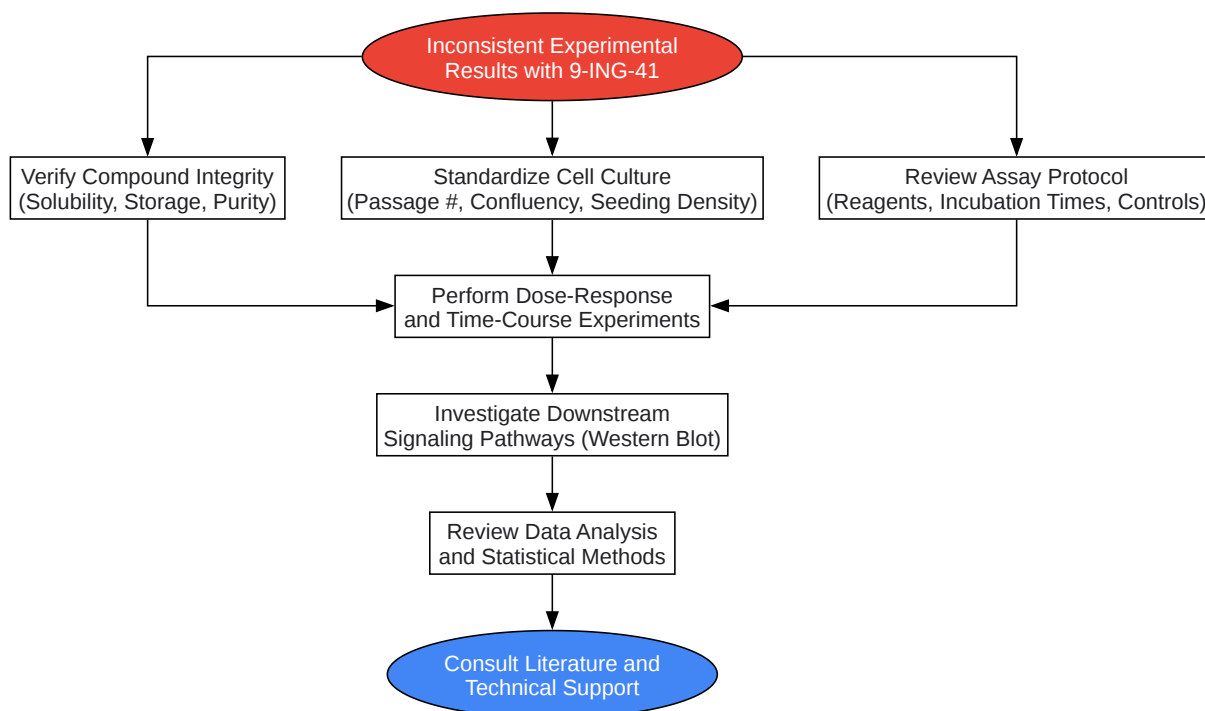 Inconsistent Experimental
Results with 9-ING-41
Verify Compound Integrity
(Solubility, Storage, Purity)
Standardize Cell Culture
(Passage #, Confluency, Seeding Density)
Review Assay Protocol
(Reagents, Incubation Times, Controls)
Perform Dose-Response
and Time-Course Experiments
Investigate Downstream
Signaling Pathways (Western Blot)
Review Data Analysis
and Statistical Methods
Consult Literature and
Technical Support